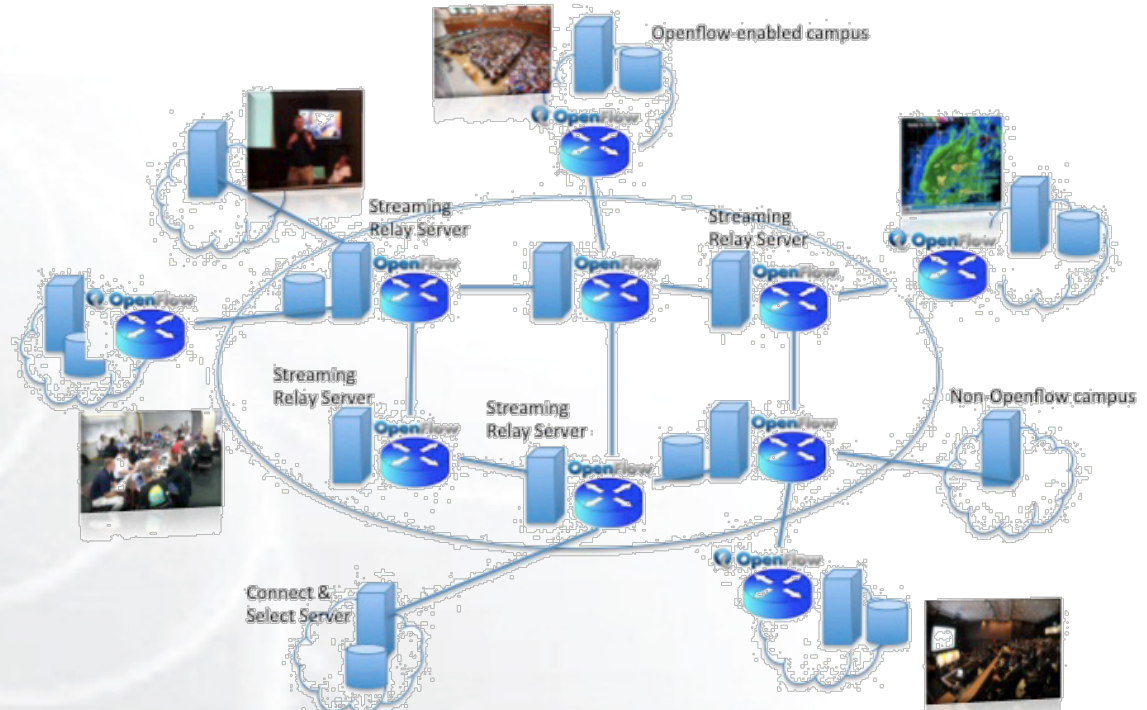 Openflow-enabled campus
OpenFlow
Streaming
Relay Server
Streaming
Relay Server
OpenFlow
OpenFlow
OpenFlow
OpenFlow
OpenFlow
OpenFlow
Streaming
Relay Server
Streaming
Relay Server
Non-Openflow campus
OpenFlow
OpenFlow
OpenFlow
OpenFlow
Connect &
Select Server